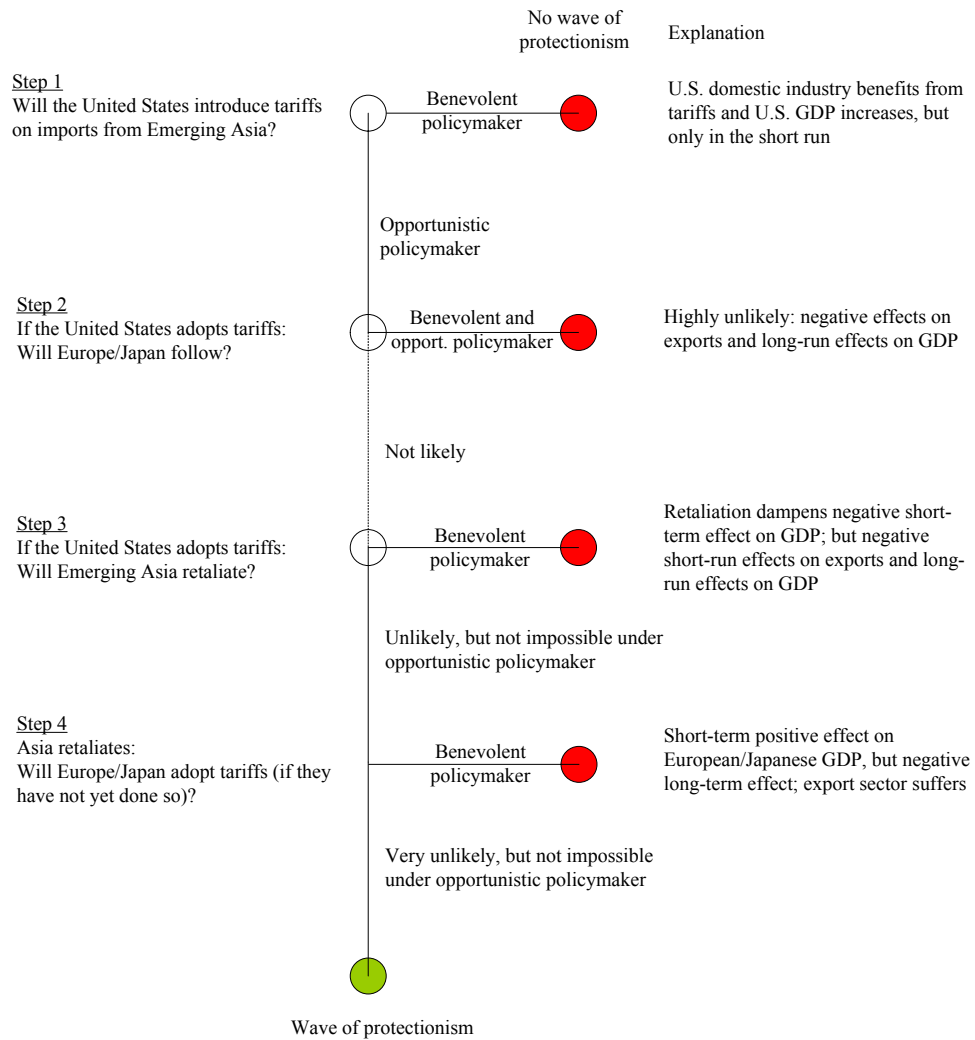 No wave of
protectionism
Explanation
Step 1
Will the United States introduce tariffs
on imports from Emerging Asia?
Benevolent
policymaker
U.S. domestic industry benefits from
tariffs and U.S. GDP increases, but
only in the short run
Opportunistic
policymaker
Step 2
If the United States adopts tariffs:
Will Europe/Japan follow?
Benevolent and
opport. policymaker
Highly unlikely: negative effects on
exports and long-run effects on GDP
Not likely
Step 3
If the United States adopts tariffs:
Will Emerging Asia retaliate?
Benevolent
policymaker
Retaliation dampens negative short-
term effect on GDP; but negative
short-run effects on exports and long-
run effects on GDP
Unlikely, but not impossible under
opportunistic policymaker
Step 4
Asia retaliates:
Will Europe/Japan adopt tariffs (if they
have not yet done so)?
Benevolent
policymaker
Short-term positive effect on
European/Japanese GDP, but negative
long-term effect; export sector suffers
Very unlikely, but not impossible
under opportunistic policymaker
Wave of protectionism